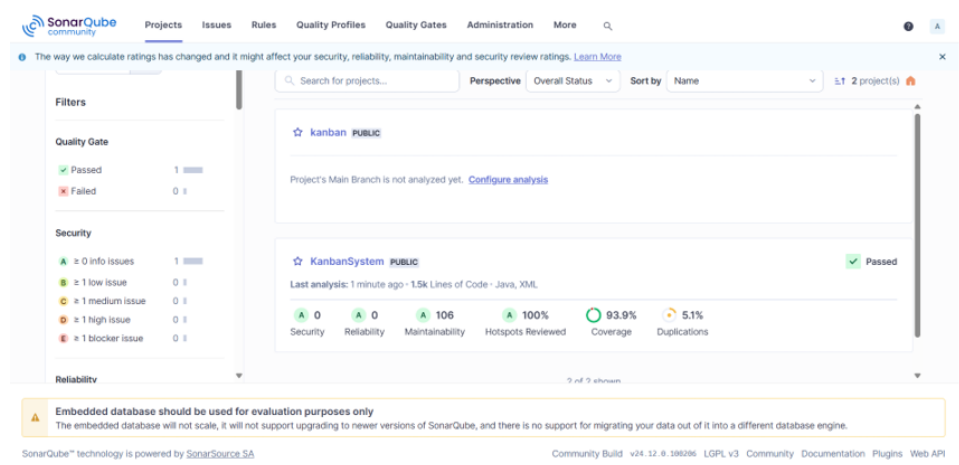 SonarQube community Projects Issues Rules Quality Profiles Quality Gates Administration More ? A
The way we calculate ratings has changed and it might affect your security, reliability, maintainability and security review ratings. Learn More
Search for projects... Perspective Overall Status Sort by Name 2 project(s)
Filters
Quality Gate
Passed 1
Failed 0
Security
A ≥ 0 info issues 1
B ≥ 1 low issue 0
C ≥ 1 medium issue 0
D ≥ 1 high issue 0
E ≥ 1 blocker issue 0
Reliability
kanban PUBLIC
Project's Main Branch is not analyzed yet. Configure analysis
KanbanSystem PUBLIC Passed
Last analysis: 1 minute ago · 1.5k Lines of Code · Java, XML
A 0 A 0 A 106 A 100% 93.9% 5.1%
Security Reliability Maintainability Hotspots Reviewed Coverage Duplications
2 of 2 shown
Embedded database should be used for evaluation purposes only
The embedded database will not scale, it will not support upgrading to newer versions of SonarQube, and there is no support for migrating your data out of it into a different database engine.
SonarQube™ technology is powered by SonarSource SA Community Build v24.12.0.100206 LGPL v3 Community Documentation Plugins Web API